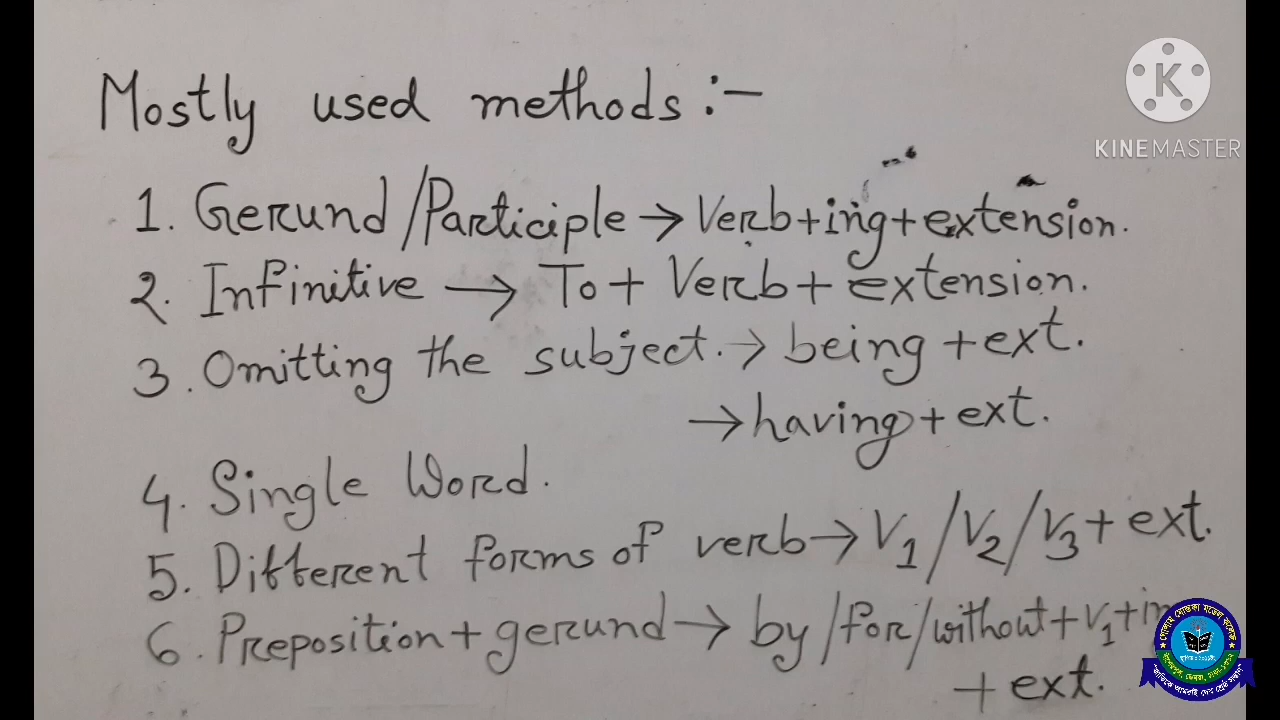 Mostly used methods:-
K
KINEMASTER
1. Gerund/Participle → Verb+ing+extension.
2. Infinitive → To + Verb + extension.
3. Omitting the subject. → being + ext.
→ having + ext.
4. Single Word.
5. Different forms of verb → V1/V2/V3 + ext.
6. Preposition + gerund → by/for/without + V1 + in
+ ext.